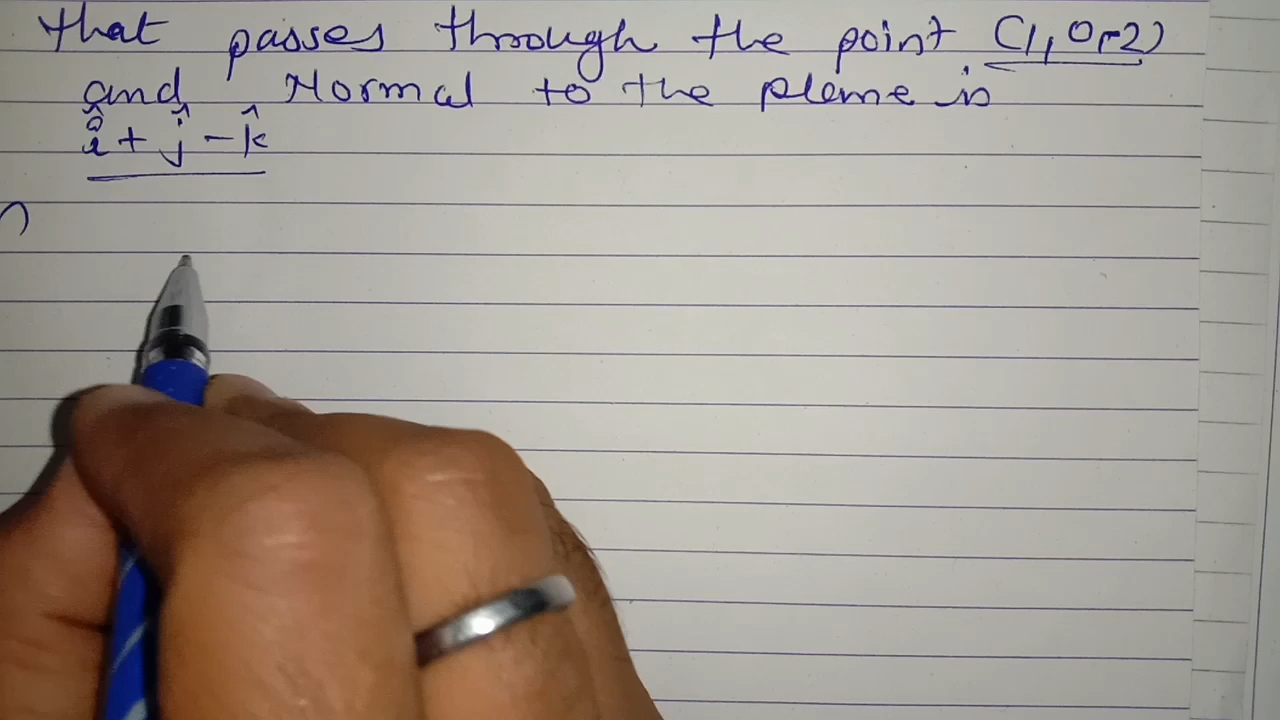 that passes through the point (1, 0, -2)
and Normal to the plane is
î + ĵ - k̂